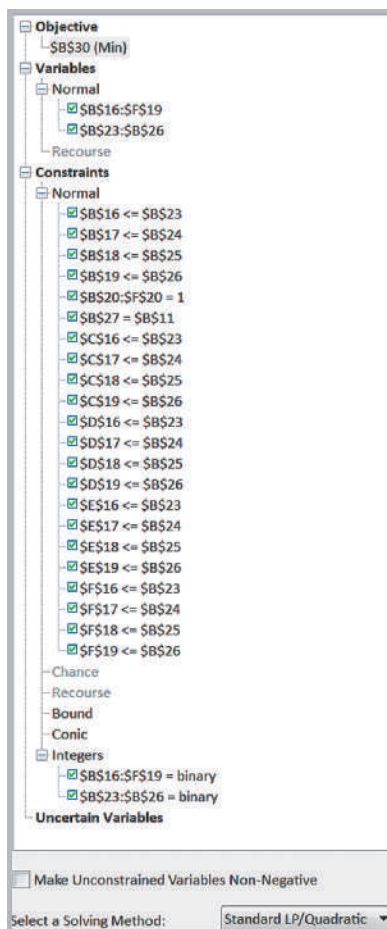 Objective
$B$30 (Min)
Variables
Normal
$B$16:$F$19
$B$23:$B$26
Recourse
Constraints
Normal
$B$16 <= $B$23
$B$17 <= $B$24
$B$18 <= $B$25
$B$19 <= $B$26
$B$20:$F$20 = 1
$B$27 = $B$11
$C$16 <= $B$23
$C$17 <= $B$24
$C$18 <= $B$25
$C$19 <= $B$26
$D$16 <= $B$23
$D$17 <= $B$24
$D$18 <= $B$25
$D$19 <= $B$26
$E$16 <= $B$23
$E$17 <= $B$24
$E$18 <= $B$25
$E$19 <= $B$26
$F$16 <= $B$23
$F$17 <= $B$24
$F$18 <= $B$25
$F$19 <= $B$26
Chance
Recourse
Bound
Conic
Integers
$B$16:$F$19 = binary
$B$23:$B$26 = binary
Uncertain Variables
Make Unconstrained Variables Non-Negative
Select a Solving Method: Standard LP/Quadratic